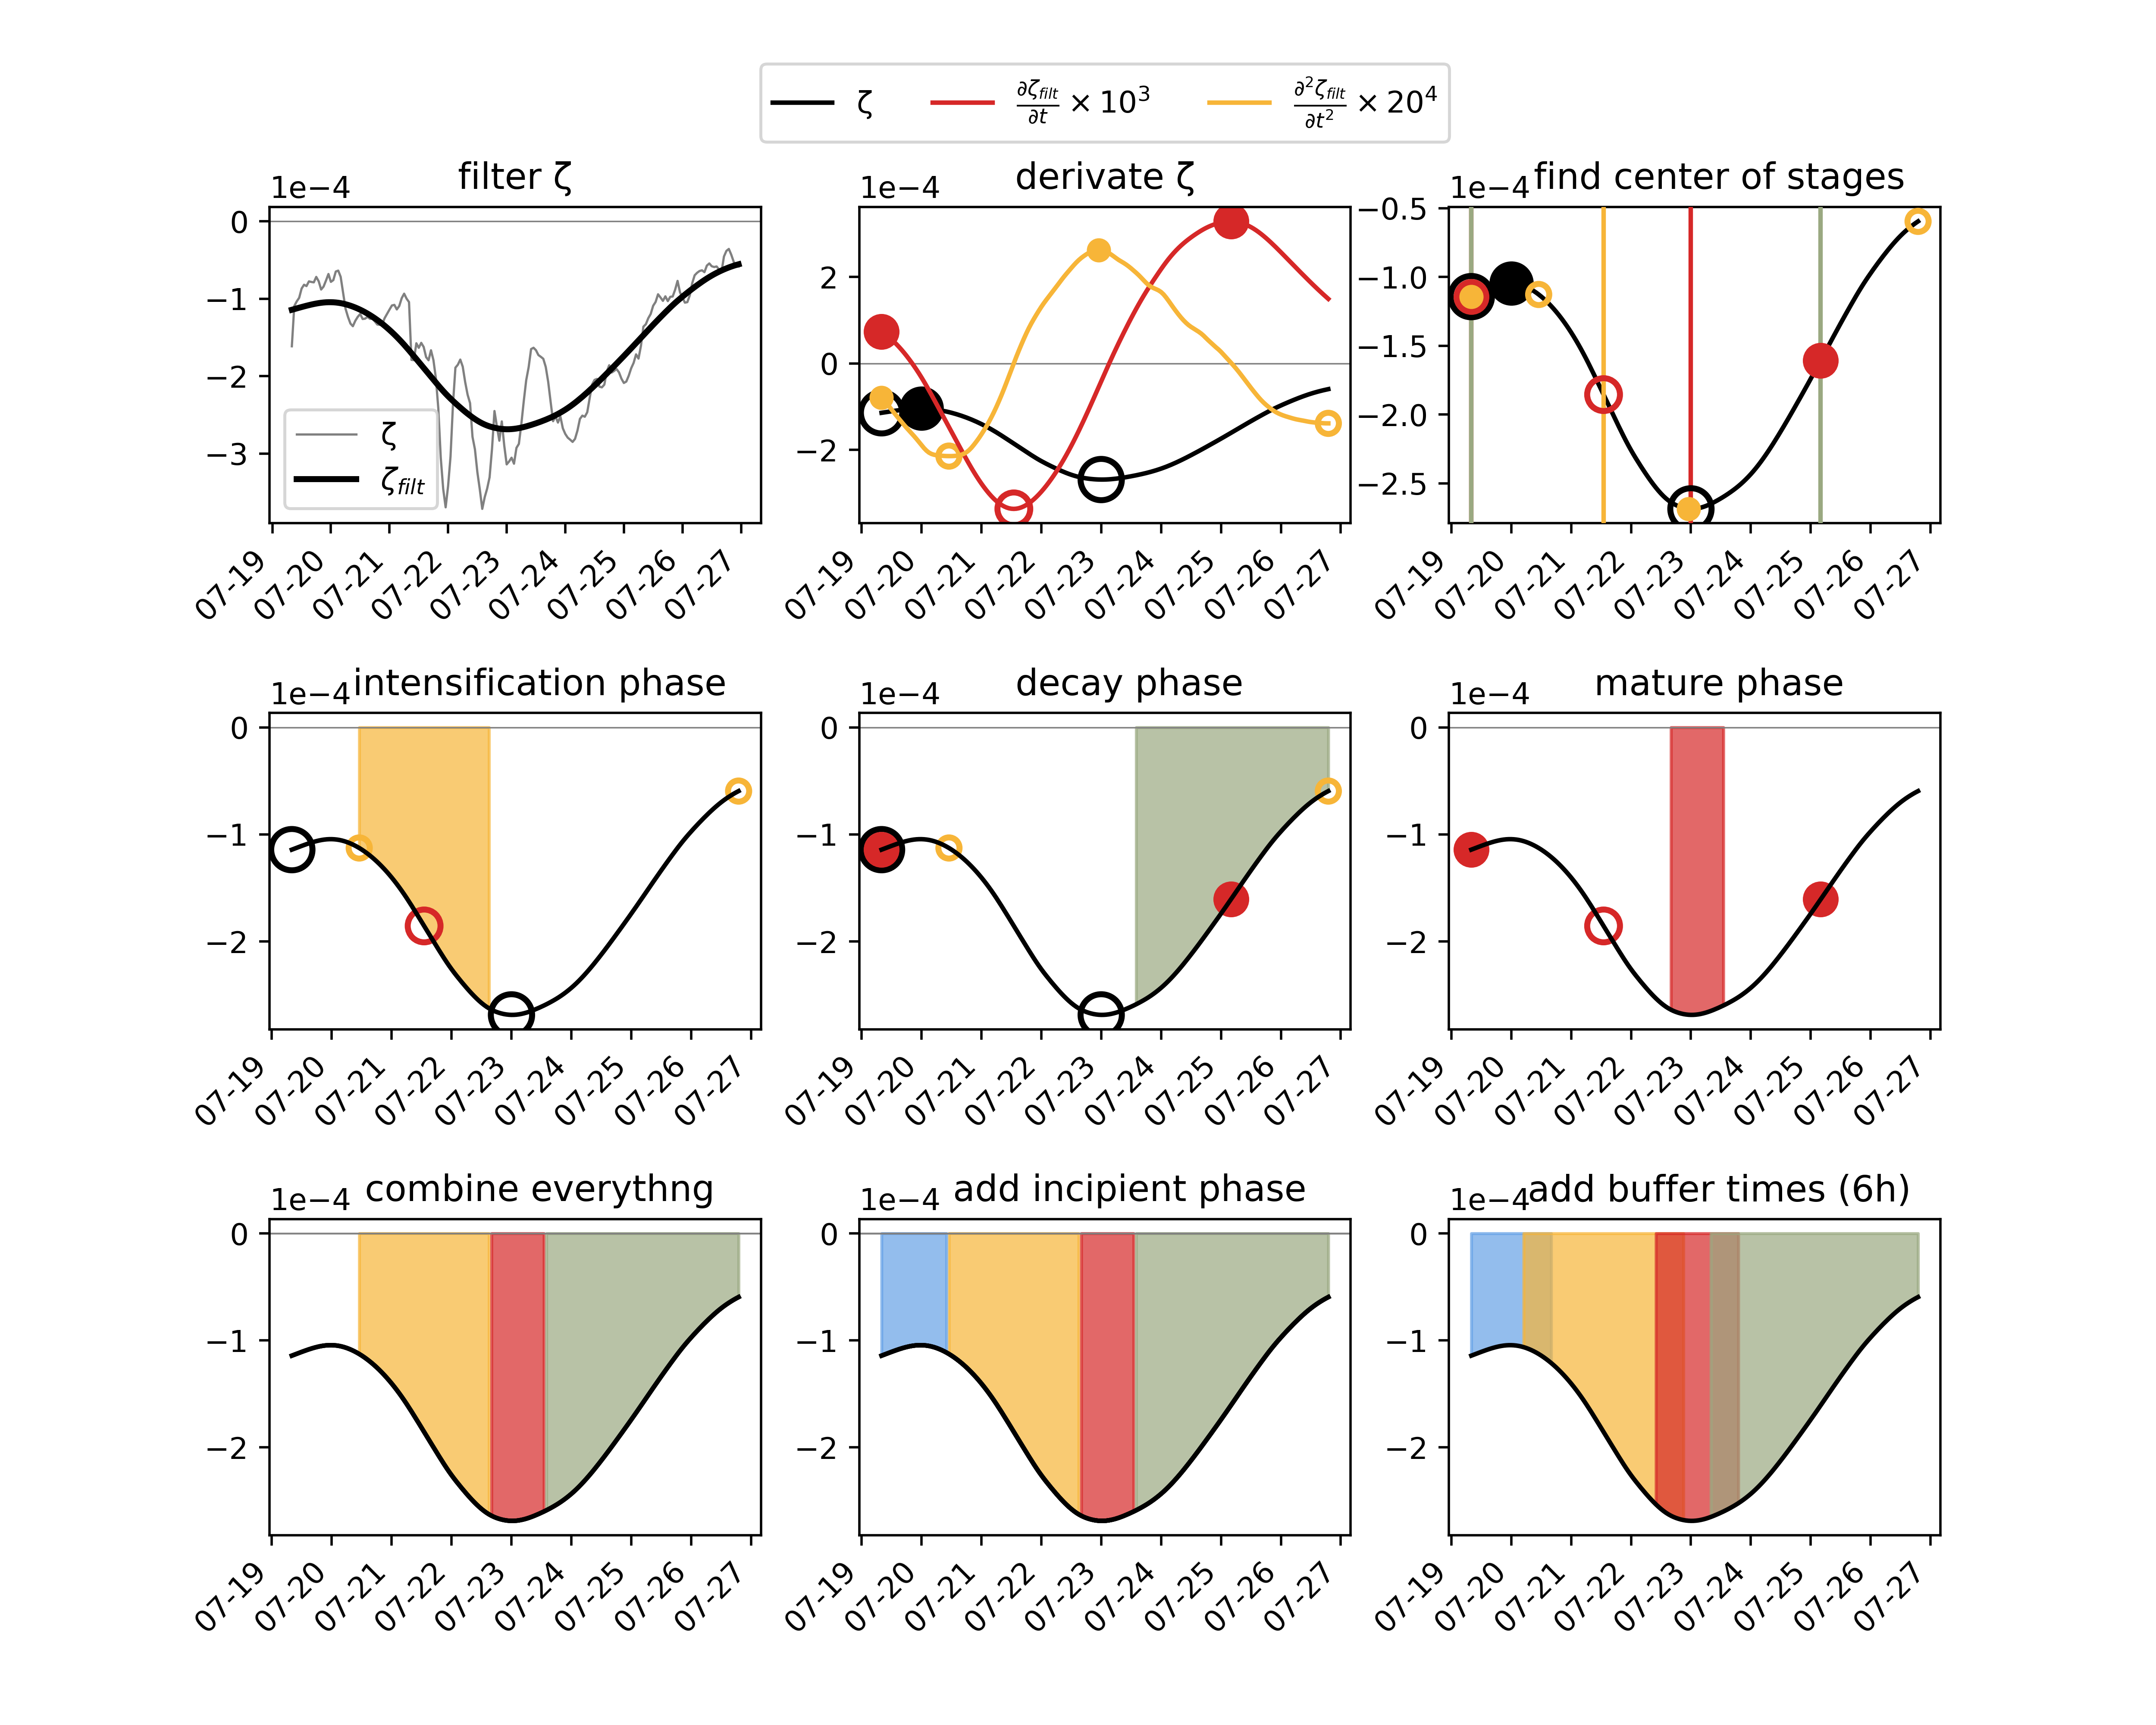 ζ ∂ζ_filt/∂t × 10³ ∂²ζ_filt/∂t² × 20⁴
filter ζ
1e−4
0
−1
−2
−3
ζ
ζ_filt
07-19 07-20 07-21 07-22 07-23 07-24 07-25 07-26 07-27
derivate ζ
1e−4
2
0
−2
07-19 07-20 07-21 07-22 07-23 07-24 07-25 07-26 07-27
find center of stages
1e−4
−0.5
−1.0
−1.5
−2.0
−2.5
07-19 07-20 07-21 07-22 07-23 07-24 07-25 07-26 07-27
intensification phase
1e−4
0
−1
−2
07-19 07-20 07-21 07-22 07-23 07-24 07-25 07-26 07-27
decay phase
1e−4
0
−1
−2
07-19 07-20 07-21 07-22 07-23 07-24 07-25 07-26 07-27
mature phase
1e−4
0
−1
−2
07-19 07-20 07-21 07-22 07-23 07-24 07-25 07-26 07-27
combine everythng
1e−4
0
−1
−2
07-19 07-20 07-21 07-22 07-23 07-24 07-25 07-26 07-27
add incipient phase
1e−4
0
−1
−2
07-19 07-20 07-21 07-22 07-23 07-24 07-25 07-26 07-27
add buffer times (6h)
1e−4
0
−1
−2
07-19 07-20 07-21 07-22 07-23 07-24 07-25 07-26 07-27